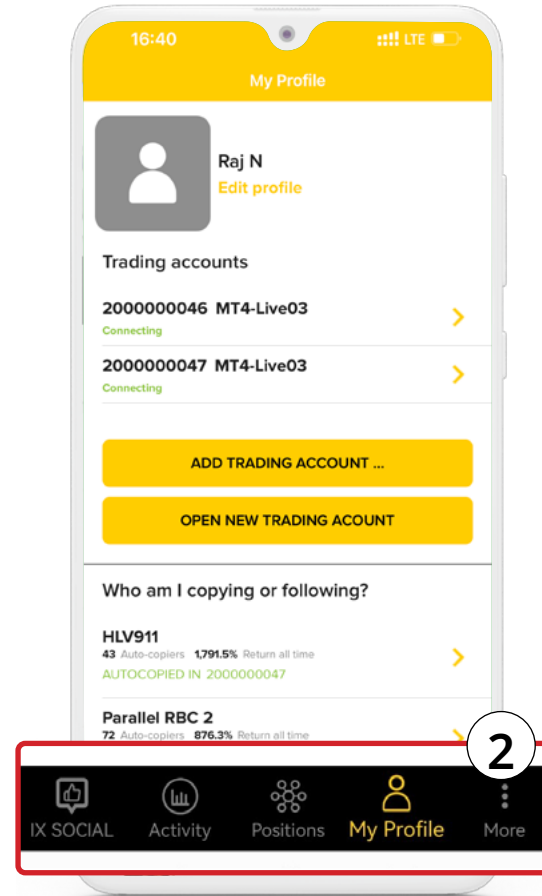 16:40
LTE
My Profile
Raj N
Edit profile
Trading accounts
2000000046 MT4-Live03
Connecting
2000000047 MT4-Live03
Connecting
ADD TRADING ACCOUNT ...
OPEN NEW TRADING ACOUNT
Who am I copying or following?
HLV911
43 Auto-copiers 1,791.5% Return all time
AUTOCOPIED IN 2000000047
Parallel RBC 2
72 Auto-copiers 876.3% Return all time
2
IX SOCIAL Activity Positions My Profile More